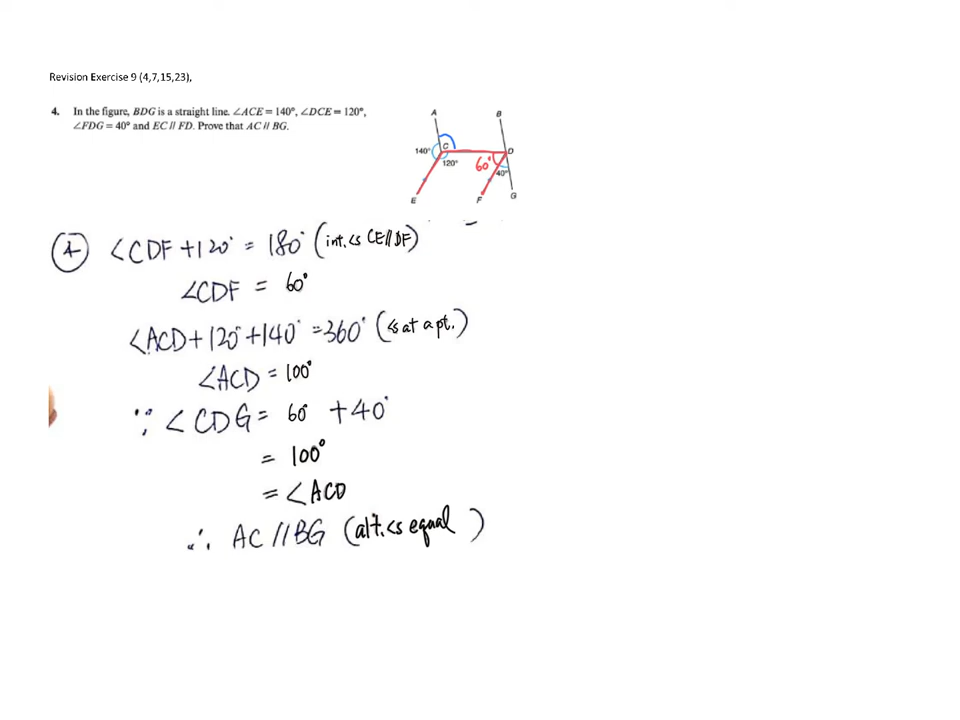 Revision Exercise 9 (4,7,15,23),
4. In the figure, BDG is a straight line. ∠ACE = 140°, ∠DCE = 120°,
∠FDG = 40° and EC // FD. Prove that AC // BG.
A B
140° C D
120° 60° 40°
E F G
4 ∠CDF + 120° = 180° (int. ∠s CE//DF)
∠CDF = 60°
∠ACD + 120° + 140° = 360° (∠s at a pt.)
∠ACD = 100°
∵ ∠CDG = 60° + 40°
= 100°
= ∠ACD
∴ AC // BG (alt. ∠s equal)